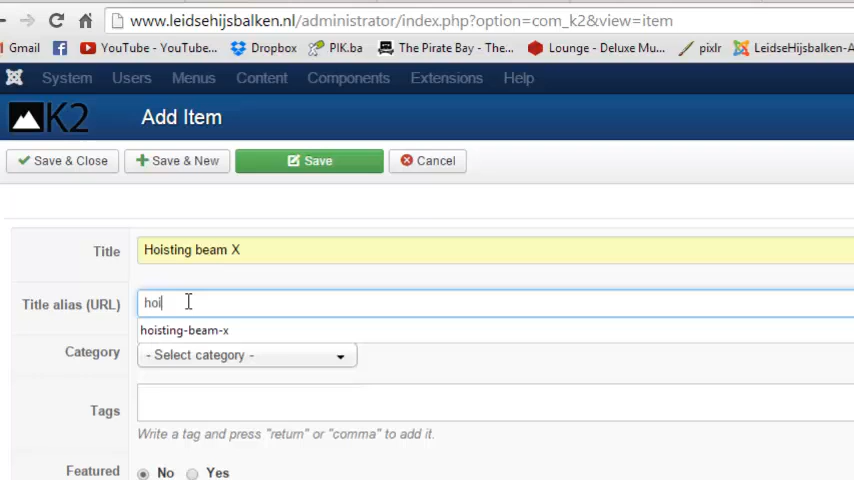 www.leidsehijsbalken.nl/administrator/index.php?option=com_k2&view=item
Gmail YouTube - YouTube... Dropbox PIK.ba The Pirate Bay - The... Lounge - Deluxe Mu... pixlr LeidseHijsbalken-A
System Users Menus Content Components Extensions Help
K2 Add Item
Save & Close Save & New Save Cancel
Title Hoisting beam X
Title alias (URL) hoi
hoisting-beam-x
Category - Select category -
Tags
Write a tag and press "return" or "comma" to add it.
Featured No Yes